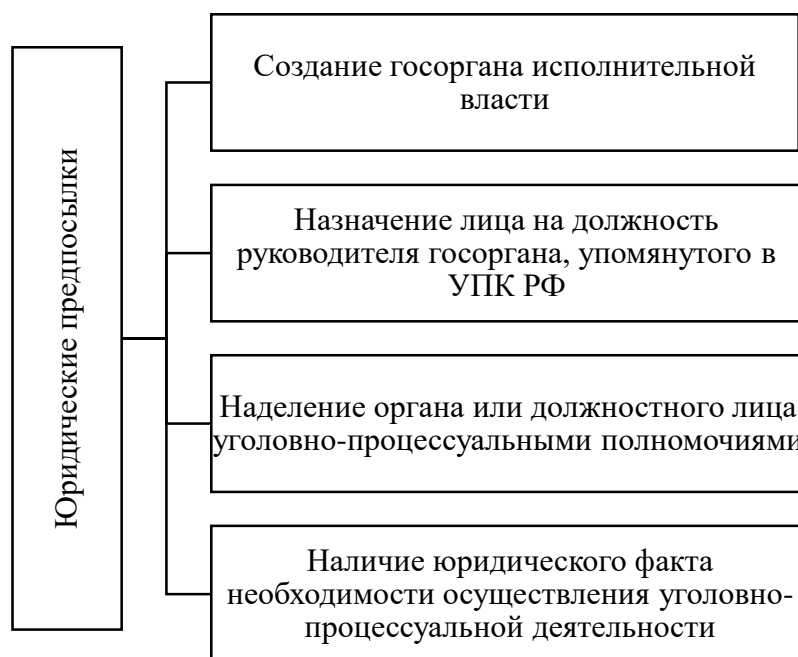 Юридические предпосылки
Создание госоргана исполнительной
власти
Назначение лица на должность
руководителя госоргана, упомянутого в
УПК РФ
Наделение органа или должностного лица
уголовно-процессуальными полномочиями
Наличие юридического факта
необходимости осуществления уголовно-
процессуальной деятельности